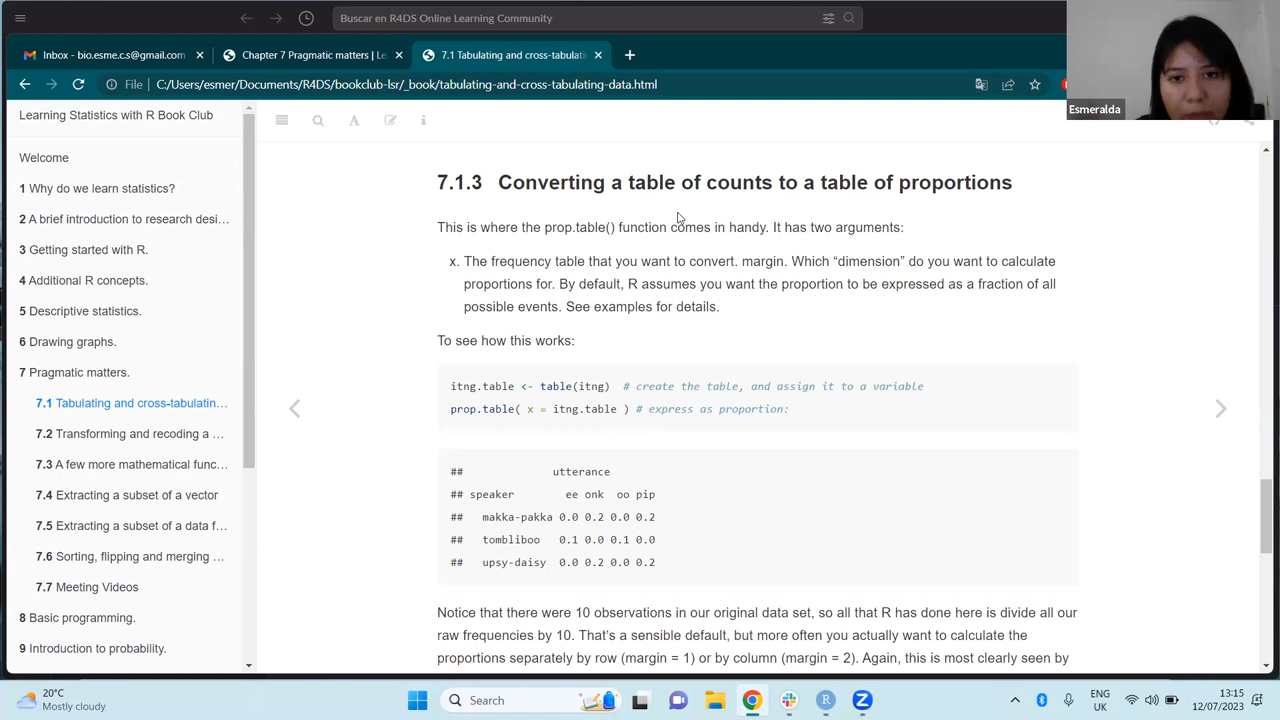 Buscar en R4DS Online Learning Community
Inbox - bio.esme.c.s@gmail.com
Chapter 7 Pragmatic matters | Le
7.1 Tabulating and cross-tabulati
File
C:/Users/esmer/Documents/R4DS/bookclub-lsr/_book/tabulating-and-cross-tabulating-data.html
Esmeralda
Learning Statistics with R Book Club
Welcome
1 Why do we learn statistics?
2 A brief introduction to research desi...
3 Getting started with R.
4 Additional R concepts.
5 Descriptive statistics.
6 Drawing graphs.
7 Pragmatic matters.
7.1 Tabulating and cross-tabulatin...
7.2 Transforming and recoding a ...
7.3 A few more mathematical func...
7.4 Extracting a subset of a vector
7.5 Extracting a subset of a data f...
7.6 Sorting, flipping and merging ...
7.7 Meeting Videos
8 Basic programming.
9 Introduction to probability.
7.1.3 Converting a table of counts to a table of proportions
This is where the prop.table() function comes in handy. It has two arguments:
x. The frequency table that you want to convert. margin. Which “dimension” do you want to calculate
proportions for. By default, R assumes you want the proportion to be expressed as a fraction of all
possible events. See examples for details.
To see how this works:
itng.table <- table(itng) # create the table, and assign it to a variable
prop.table( x = itng.table ) # express as proportion:
## utterance
## speaker ee onk oo pip
## makka-pakka 0.0 0.2 0.0 0.2
## tombliboo 0.1 0.0 0.1 0.0
## upsy-daisy 0.0 0.2 0.0 0.2
Notice that there were 10 observations in our original data set, so all that R has done here is divide all our
raw frequencies by 10. That’s a sensible default, but more often you actually want to calculate the
proportions separately by row (margin = 1) or by column (margin = 2). Again, this is most clearly seen by
20°C
Mostly cloudy
Search
ENG
UK
13:15
12/07/2023